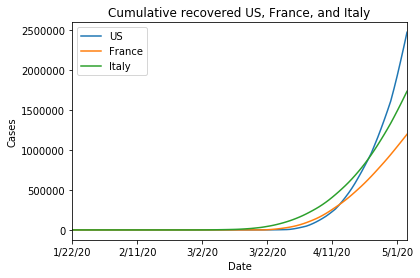 Cumulative recovered US, France, and Italy
US
France
Italy
2500000
2000000
1500000
1000000
500000
0
Cases
1/22/20
2/11/20
3/2/20
3/22/20
4/11/20
5/1/20
Date